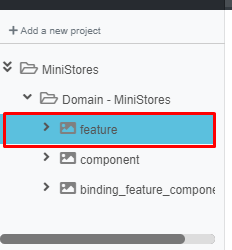 Add a new project
MiniStores
Domain - MiniStores
feature
component
binding_feature_compone